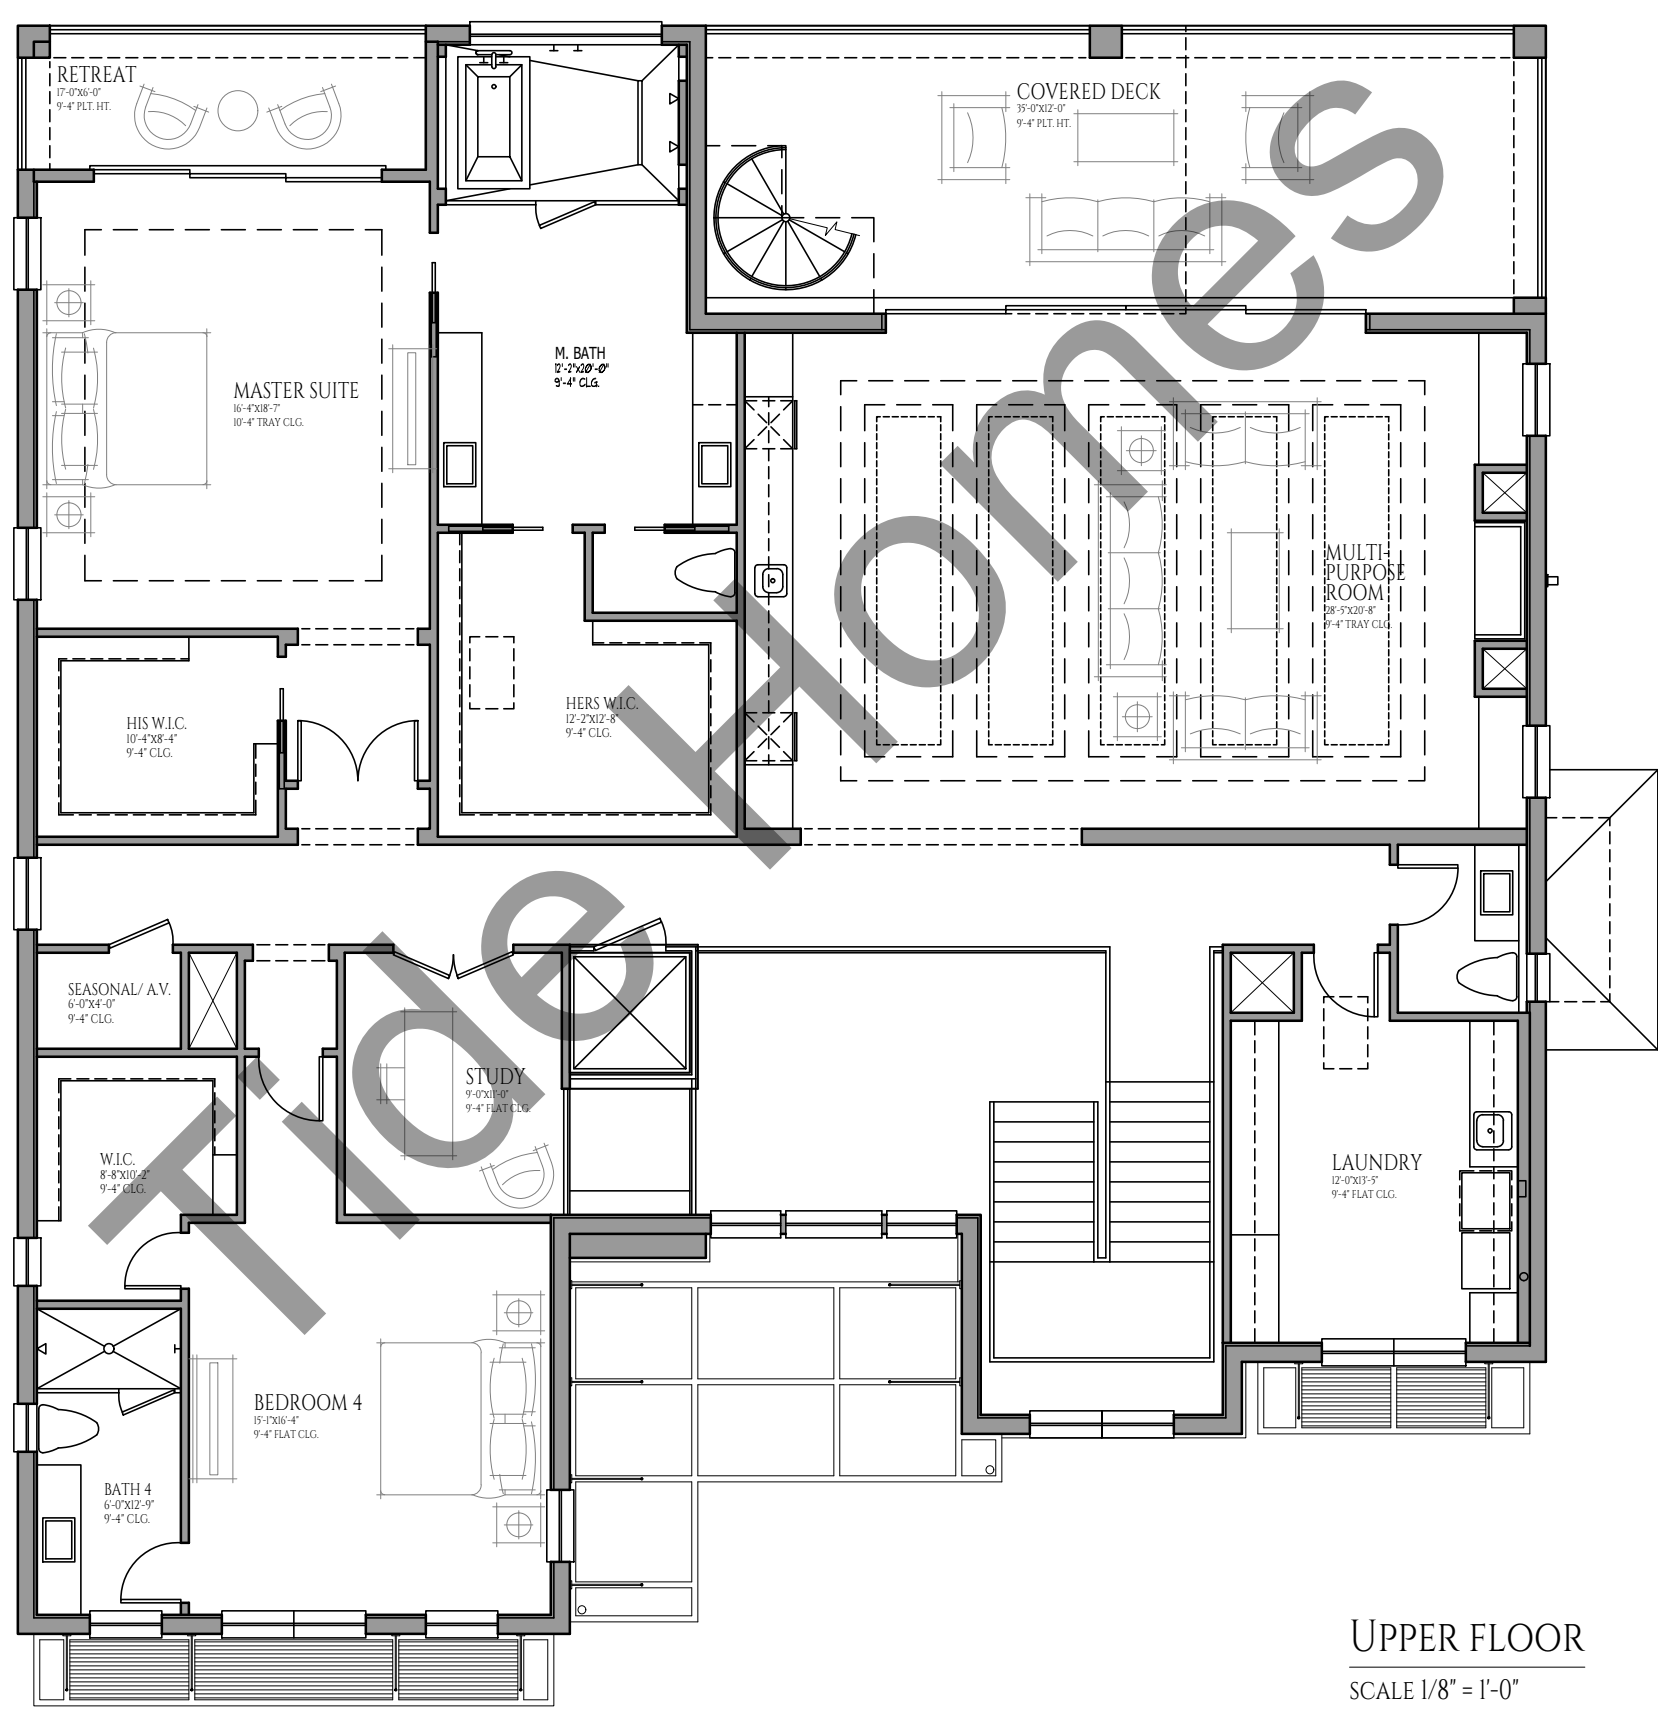 RETREAT
17'-0"X6'-0"
9'-4" PLT. HT.
COVERED DECK
35'-0"X12'-0"
9'-4" PLT. HT.
M. BATH
12'-2"x20'-0"
9'-4" CLG.
MASTER SUITE
16'-4"X18'-7"
10'-4" TRAY CLG.
MULTI-
PURPOSE
ROOM
28'-5"X20'-8"
9'-4" TRAY CLG.
HIS W.I.C.
10'-4"X8'-4"
9'-4" CLG.
HERS W.I.C.
12'-2"X12'-8"
9'-4" CLG.
SEASONAL/ A.V.
6'-0"X4'-0"
9'-4" CLG.
STUDY
9'-0"X11'-0"
9'-4" FLAT CLG.
W.I.C.
8'-8"X10'-2"
9'-4" CLG.
LAUNDRY
12'-0"X13'-5"
9'-4" FLAT CLG.
BEDROOM 4
15'-1"X16'-4"
9'-4" FLAT CLG.
BATH 4
6'-0"X12'-9"
9'-4" CLG.
Tide Homes
UPPER FLOOR
SCALE 1/8" = 1'-0"